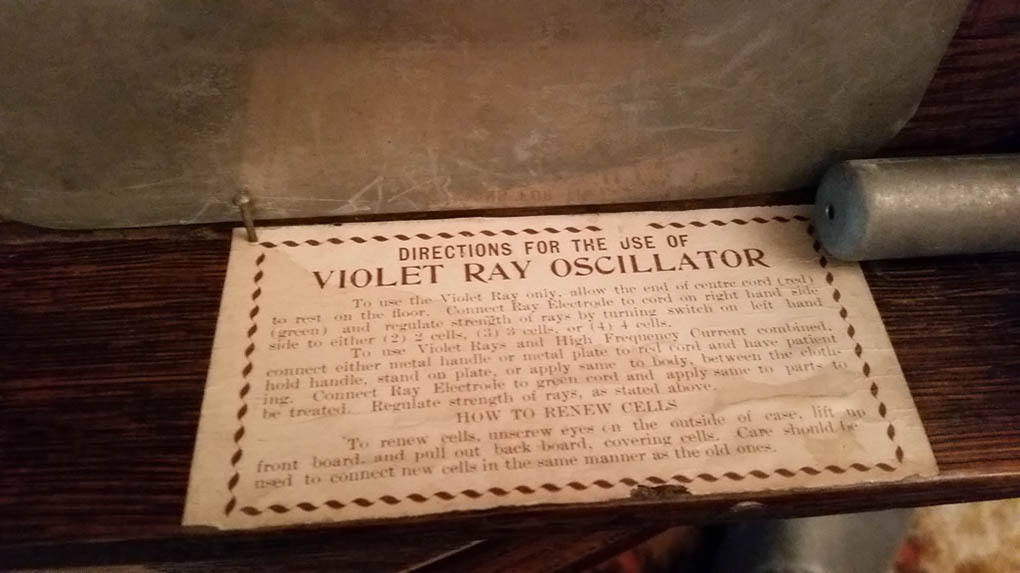 DIRECTIONS FOR THE USE OF
VIOLET RAY OSCILLATOR
To use the Violet Ray only, allow the end of centre cord (red)
to rest on the floor. Connect Ray Electrode to cord on right hand side
(green) and regulate strength of rays by turning switch on left hand
side to either (2) 2 cells, (3) 3 cells, or (4) 4 cells.
To use Violet Rays and High Frequency Current combined,
connect either metal handle or metal plate to red cord and have patient
hold handle, stand on plate, or apply same to body, between the cloth-
ing. Connect Ray Electrode to green cord and apply same to parts to
be treated. Regulate strength of rays, as stated above.
HOW TO RENEW CELLS
To renew cells, unscrew eyes on the outside of case, lift up
front board, and pull out back board, covering cells. Care should be
used to connect new cells in the same manner as the old ones.